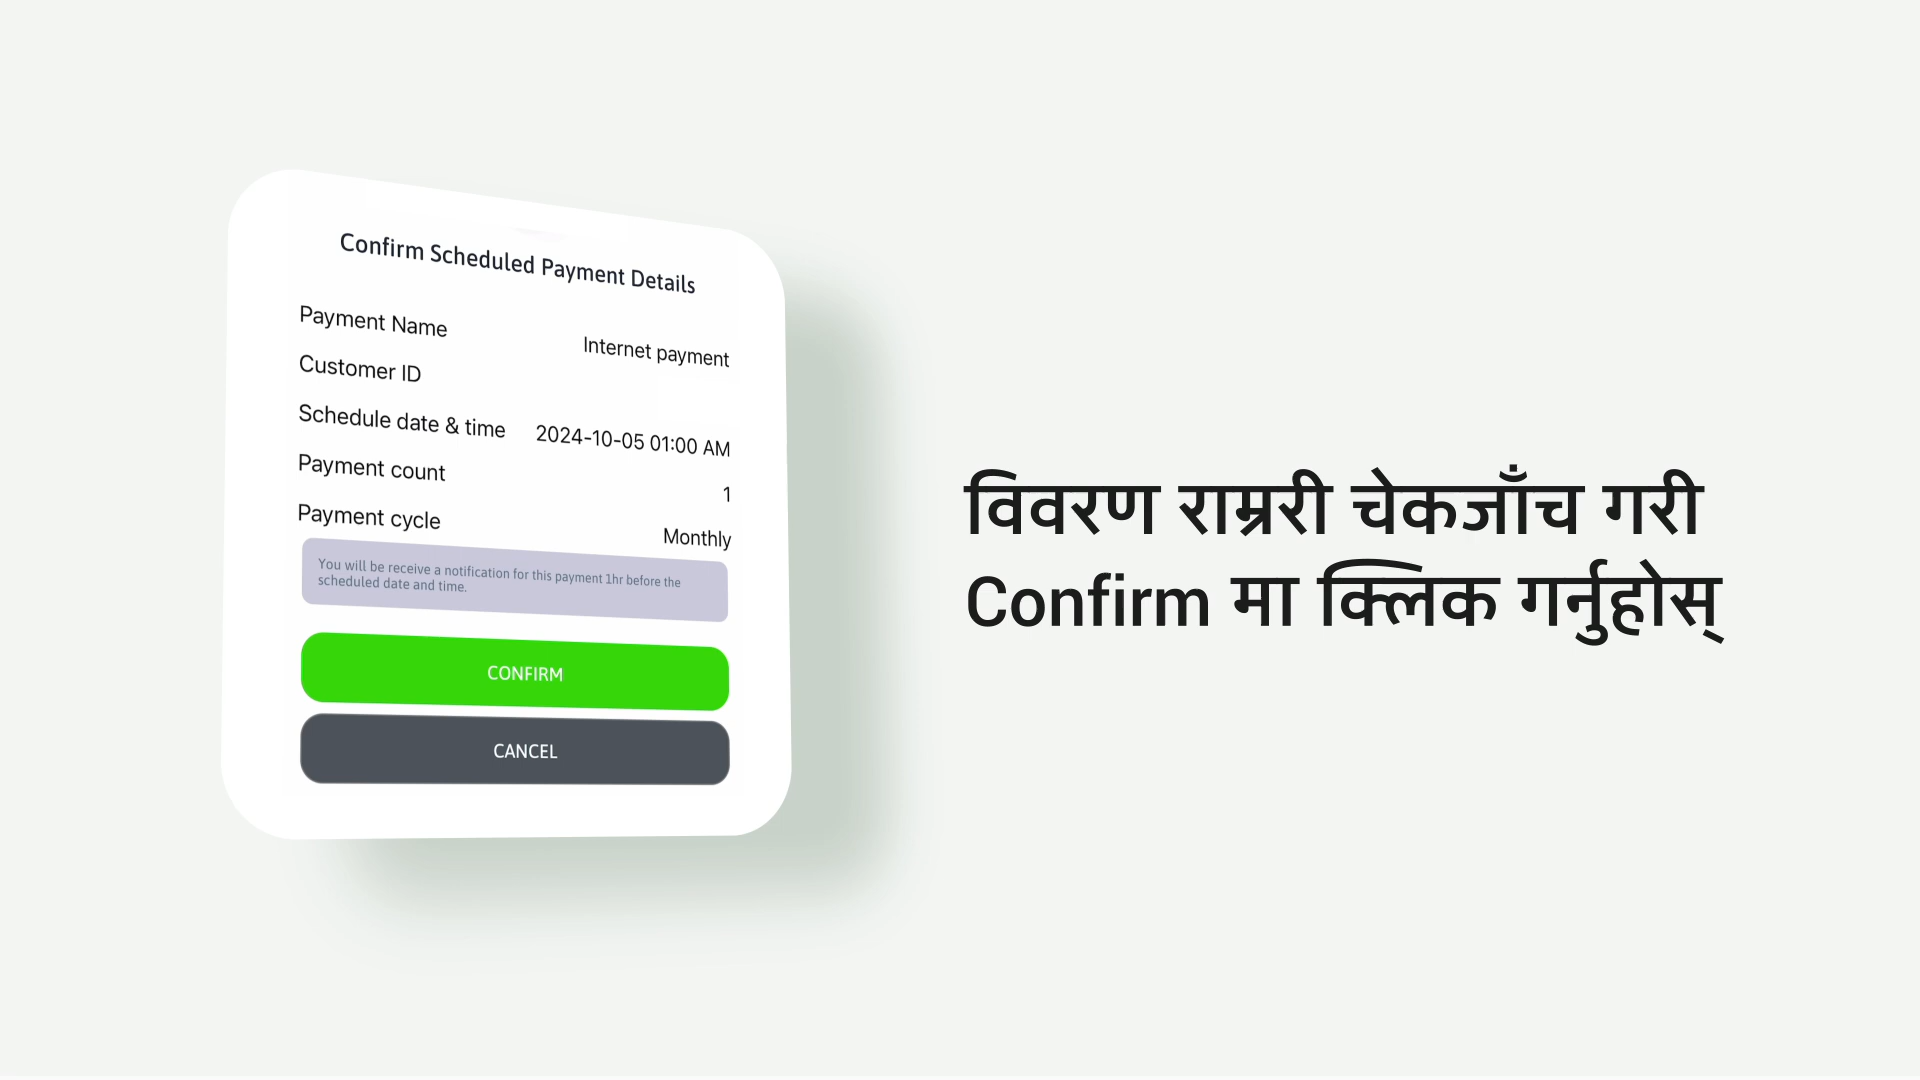 Confirm Scheduled Payment Details
Payment Name Internet payment
Customer ID
Schedule date & time 2024-10-05 01:00 AM
Payment count 1
Payment cycle Monthly
You will be receive a notification for this payment 1hr before the
scheduled date and time.
CONFIRM
CANCEL
विवरण राम्ररी चेकजाँच गरी
Confirm मा क्लिक गर्नुहोस्